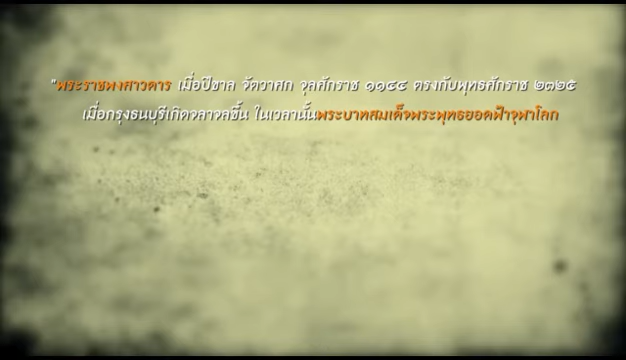 "พระราชพงศาวดาร เมื่อปีขาล จัตวาศก จุลศักราช ๑๑๔๔ ตรงกับพุทธศักราช ๒๓๒๕
เมื่อกรุงธนบุรีเกิดจลาจลขึ้น ในเวลานั้นพระบาทสมเด็จพระพุทธยอดฟ้าจุฬาโลก